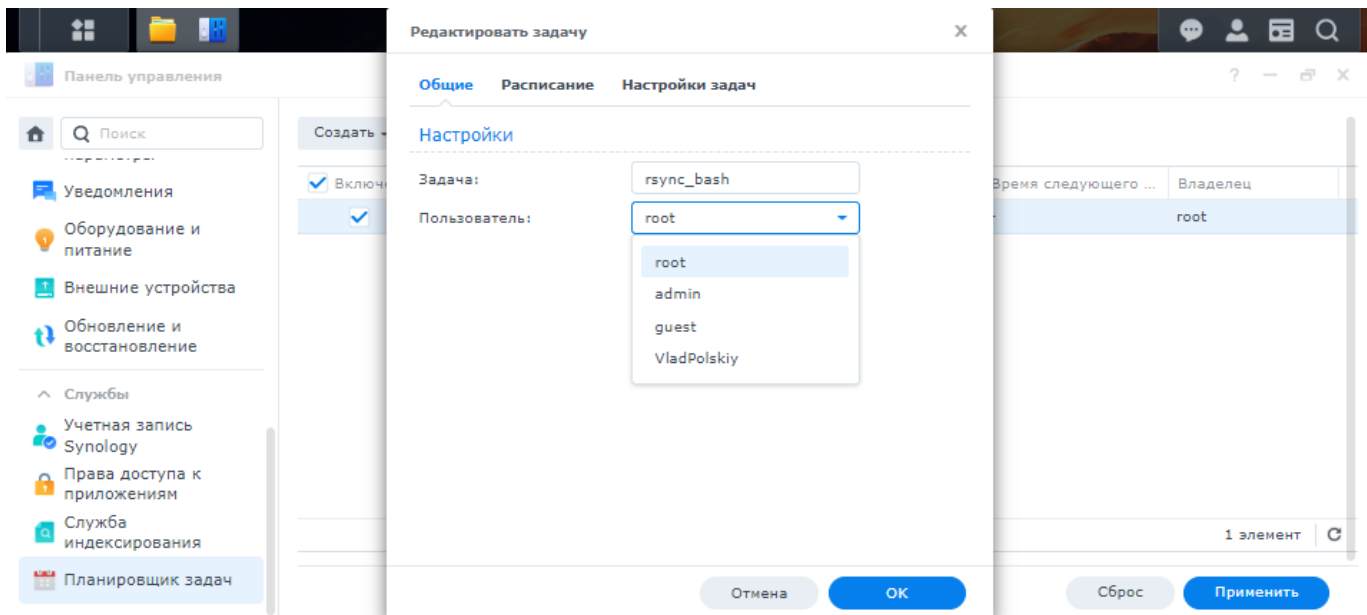 Редактировать задачу
Панель управления
Общие Расписание Настройки задач
Поиск
Создать
Настройки
Уведомления
Задача: rsync_bash
Время следующего ... Владелец
Пользователь: root
root
Оборудование и
питание
root
admin
guest
VladPolskiy
Внешние устройства
Обновление и
восстановление
Службы
Учетная запись
Synology
Права доступа к
приложениям
Служба
индексирования
1 элемент
Планировщик задач
Отмена OK
Сброс Применить